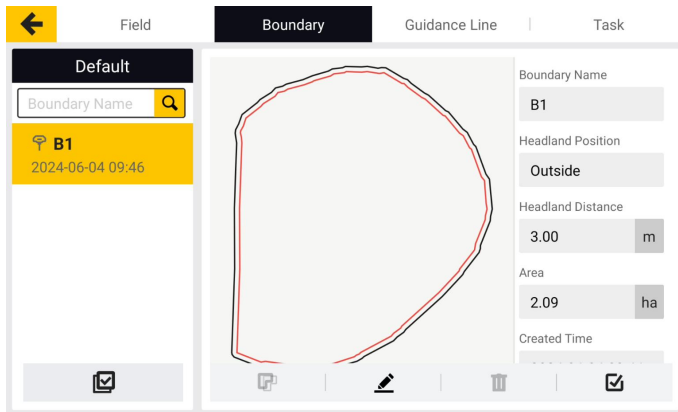 Field
Boundary
Guidance Line
Task
Default
Boundary Name
B1
2024-06-04 09:46
Boundary Name
B1
Headland Position
Outside
Headland Distance
3.00 m
Area
2.09 ha
Created Time